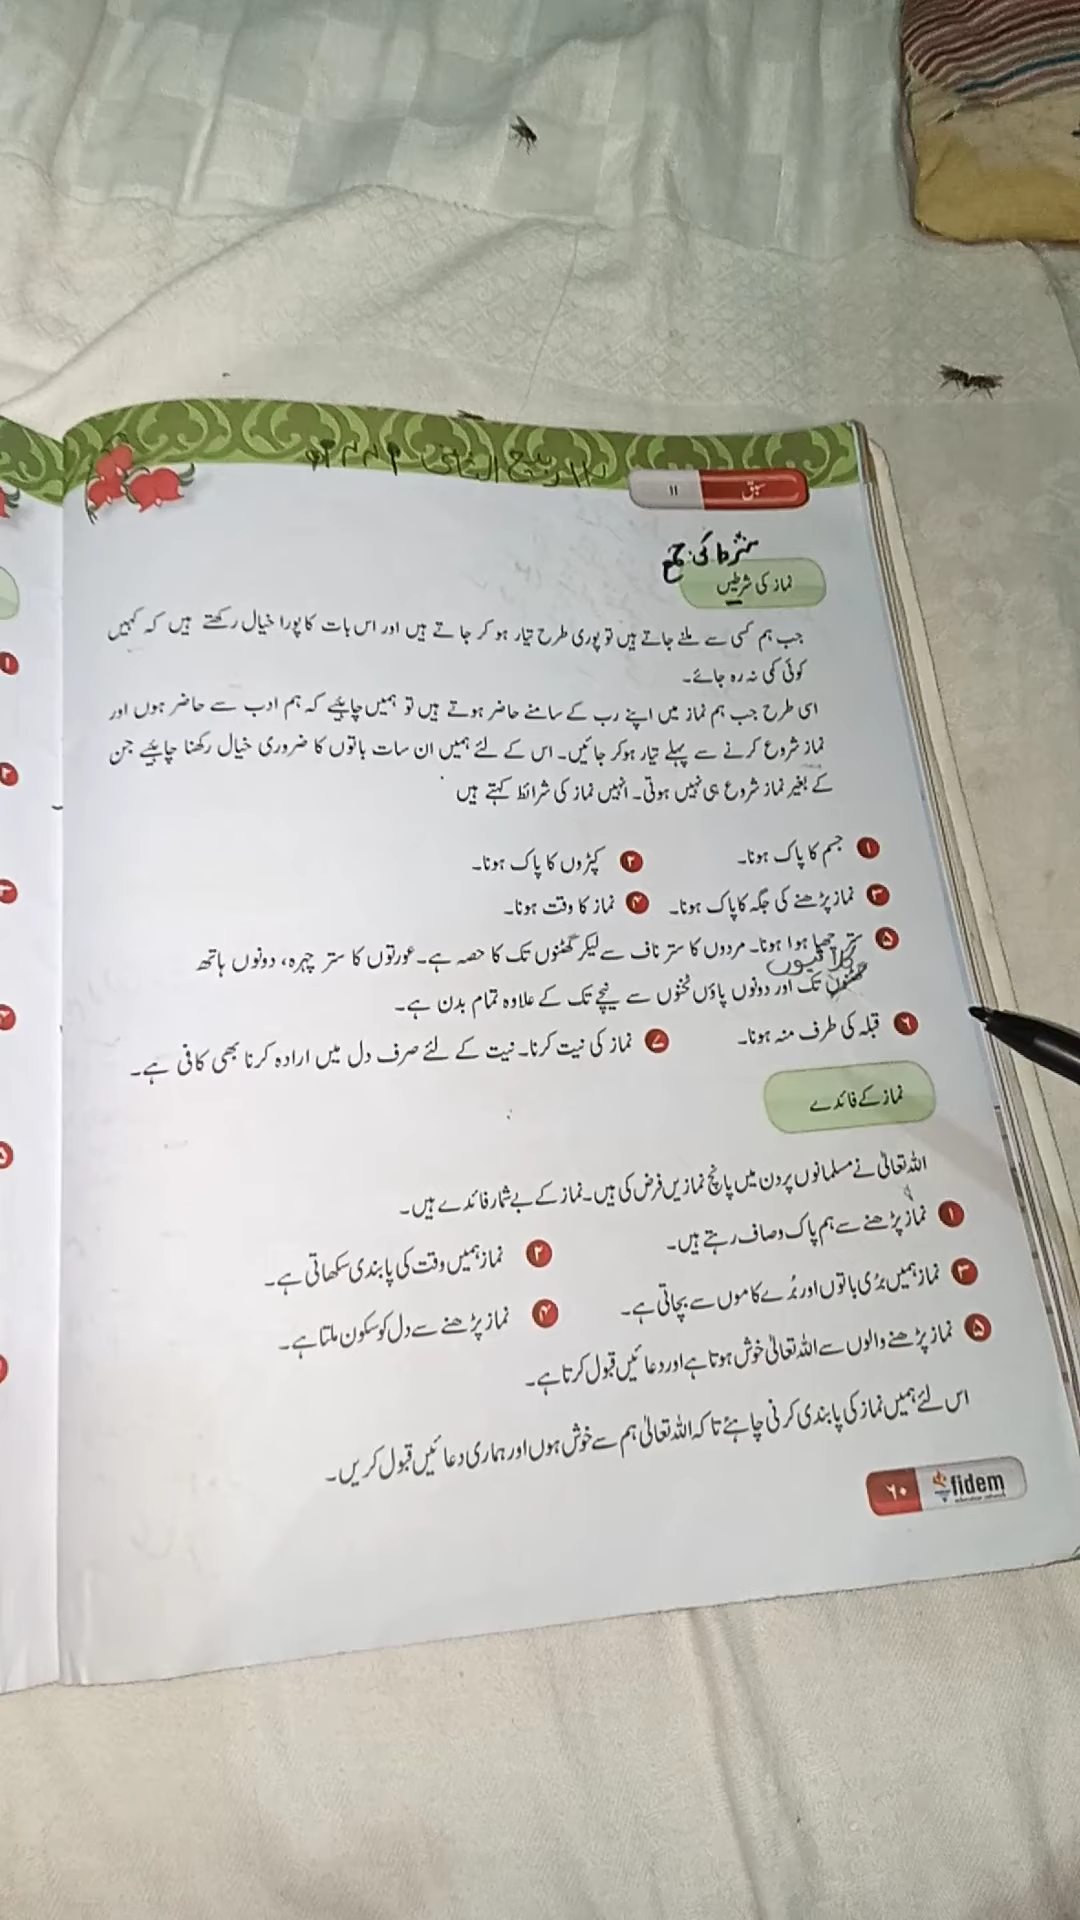 ربیع الثانی
سبق ۱۱
شرط کی جمع
نماز کی شرطیں
جب ہم کسی سے ملنے جاتے ہیں تو پوری طرح تیار ہو کر جاتے ہیں اور اس بات کا پورا خیال رکھتے ہیں کہ کہیں
کوئی کمی نہ رہ جائے۔
اسی طرح جب ہم نماز میں اپنے رب کے سامنے حاضر ہوتے ہیں تو ہمیں چاہئے کہ ہم ادب سے حاضر ہوں اور
نماز شروع کرنے سے پہلے تیار ہوکر جائیں۔ اس کے لئے ہمیں ان سات باتوں کا ضروری خیال رکھنا چاہیئے جن
کے بغیر نماز شروع ہی نہیں ہوتی۔ انہیں نماز کی شرائط کہتے ہیں
۱ جسم کا پاک ہونا۔ ۲ کپڑوں کا پاک ہونا۔
۳ نماز پڑھنے کی جگہ کا پاک ہونا۔ ۴ نماز کا وقت ہونا۔
۵ ستر چھپا ہوا ہونا۔ مردوں کا ستر ناف سے لیکر گھٹنوں تک کا حصہ ہے۔ عورتوں کا ستر چہرہ، دونوں ہاتھ
کلائیوں
گھٹنوں تک اور دونوں پاؤں ٹخنوں سے نیچے تک کے علاوہ تمام بدن ہے۔
۶ قبلہ کی طرف منہ ہونا۔ ۷ نماز کی نیت کرنا۔ نیت کے لئے صرف دل میں ارادہ کرنا بھی کافی ہے۔
نماز کے فائدے
اللہ تعالیٰ نے مسلمانوں پر دن میں پانچ نمازیں فرض کی ہیں۔ نماز کے بے شمار فائدے ہیں۔
۱ نماز پڑھنے سے ہم پاک و صاف رہتے ہیں۔ ۲ نماز ہمیں وقت کی پابندی سکھاتی ہے۔
۳ نماز ہمیں بری باتوں اور بُرے کاموں سے بچاتی ہے۔ ۴ نماز پڑھنے سے دل کو سکون ملتا ہے۔
۵ نماز پڑھنے والوں سے اللہ تعالیٰ خوش ہوتا ہے اور دعائیں قبول کرتا ہے۔
اس لئے ہمیں نماز کی پابندی کرنی چاہئے تاکہ اللہ تعالیٰ ہم سے خوش ہوں اور ہماری دعائیں قبول کریں۔
۶۰ fidem
۱
۲
۳
۴
۵